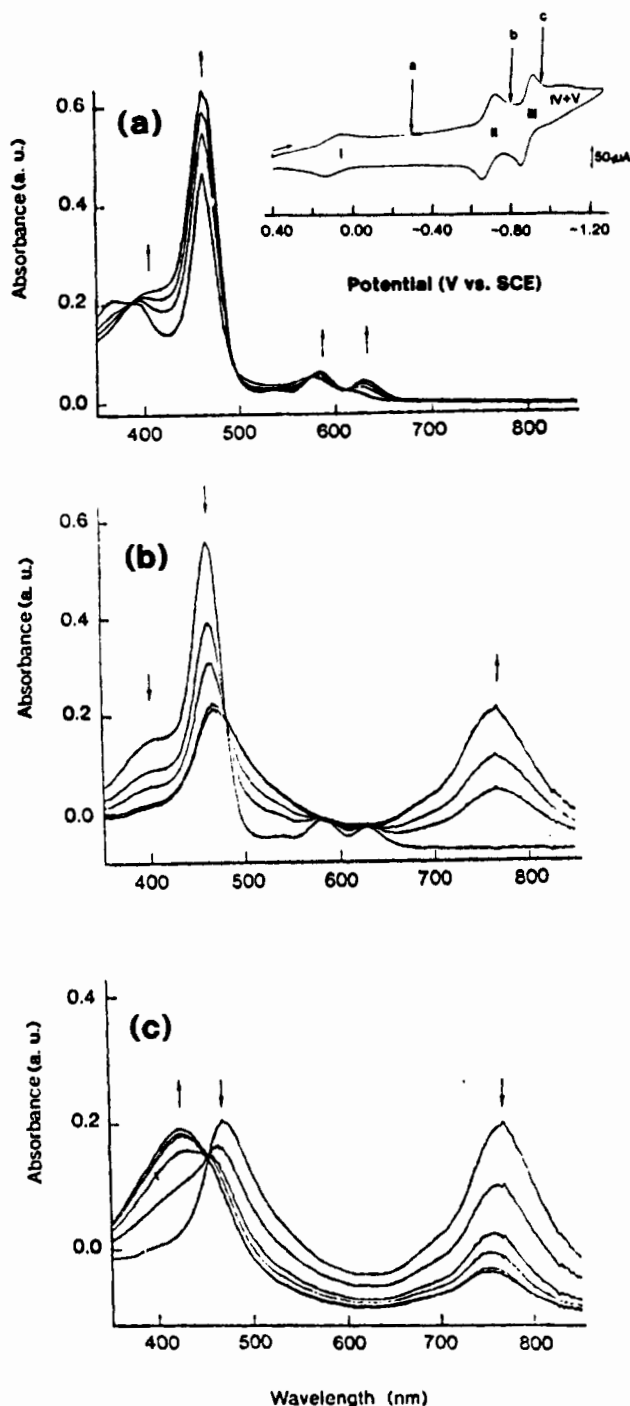 a
b
c
0.6
(a)
II
III
IV+V
I
50μA
0.40 0.00 -0.40 -0.80 -1.20
Potential (V vs. SCE)
Absorbance (a. u.)
0.4
0.2
0.0
400 500 600 700 800
0.6
(b)
Absorbance (a. u.)
0.4
0.2
0.0
400 500 600 700 800
0.4
(c)
Absorbance (a. u.)
0.2
0.0
400 500 600 700 800
Wavelength (nm)